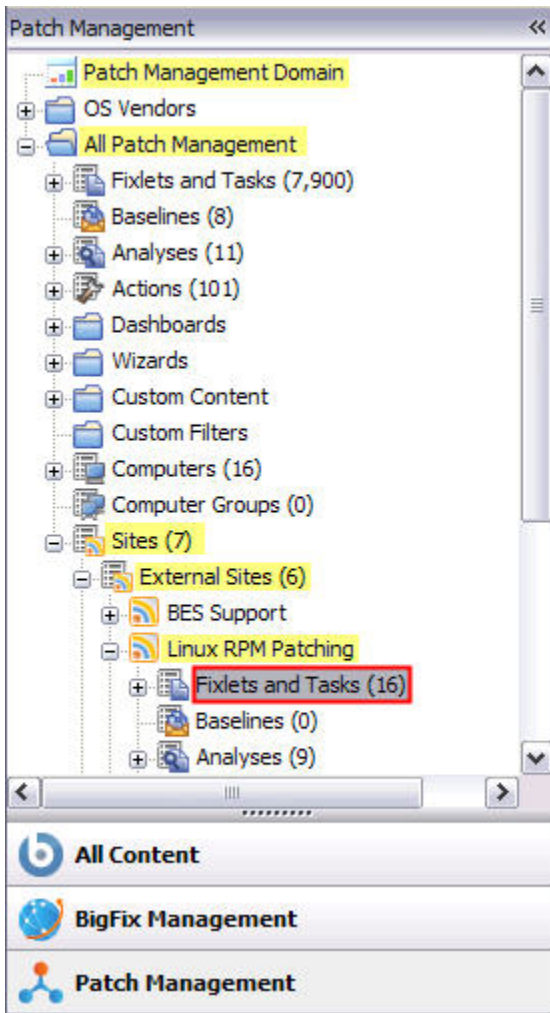 Patch Management
Patch Management Domain
OS Vendors
All Patch Management
Fixlets and Tasks (7,900)
Baselines (8)
Analyses (11)
Actions (101)
Dashboards
Wizards
Custom Content
Custom Filters
Computers (16)
Computer Groups (0)
Sites (7)
External Sites (6)
BES Support
Linux RPM Patching
Fixlets and Tasks (16)
Baselines (0)
Analyses (9)
All Content
BigFix Management
Patch Management